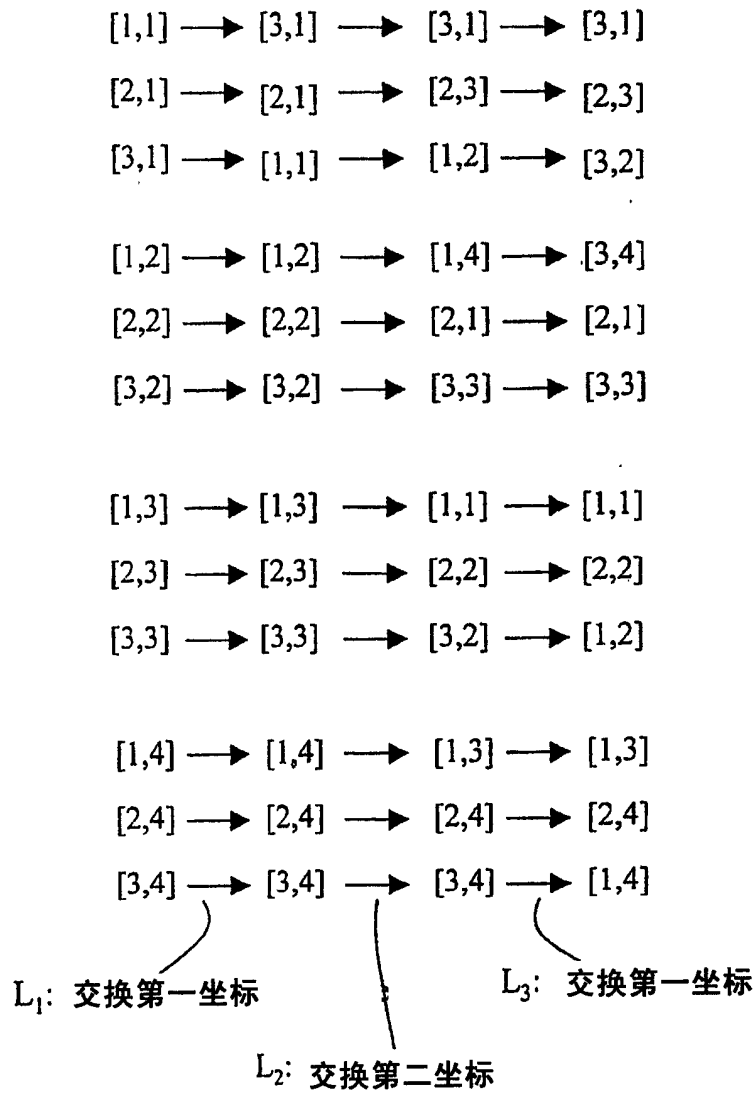 [1,1] → [3,1] → [3,1] → [3,1]
[2,1] → [2,1] → [2,3] → [2,3]
[3,1] → [1,1] → [1,2] → [3,2]
[1,2] → [1,2] → [1,4] → [3,4]
[2,2] → [2,2] → [2,1] → [2,1]
[3,2] → [3,2] → [3,3] → [3,3]
[1,3] → [1,3] → [1,1] → [1,1]
[2,3] → [2,3] → [2,2] → [2,2]
[3,3] → [3,3] → [3,2] → [1,2]
[1,4] → [1,4] → [1,3] → [1,3]
[2,4] → [2,4] → [2,4] → [2,4]
[3,4] → [3,4] → [3,4] → [1,4]
L₁: 交换第一坐标
L₃: 交换第一坐标
L₂: 交换第二坐标